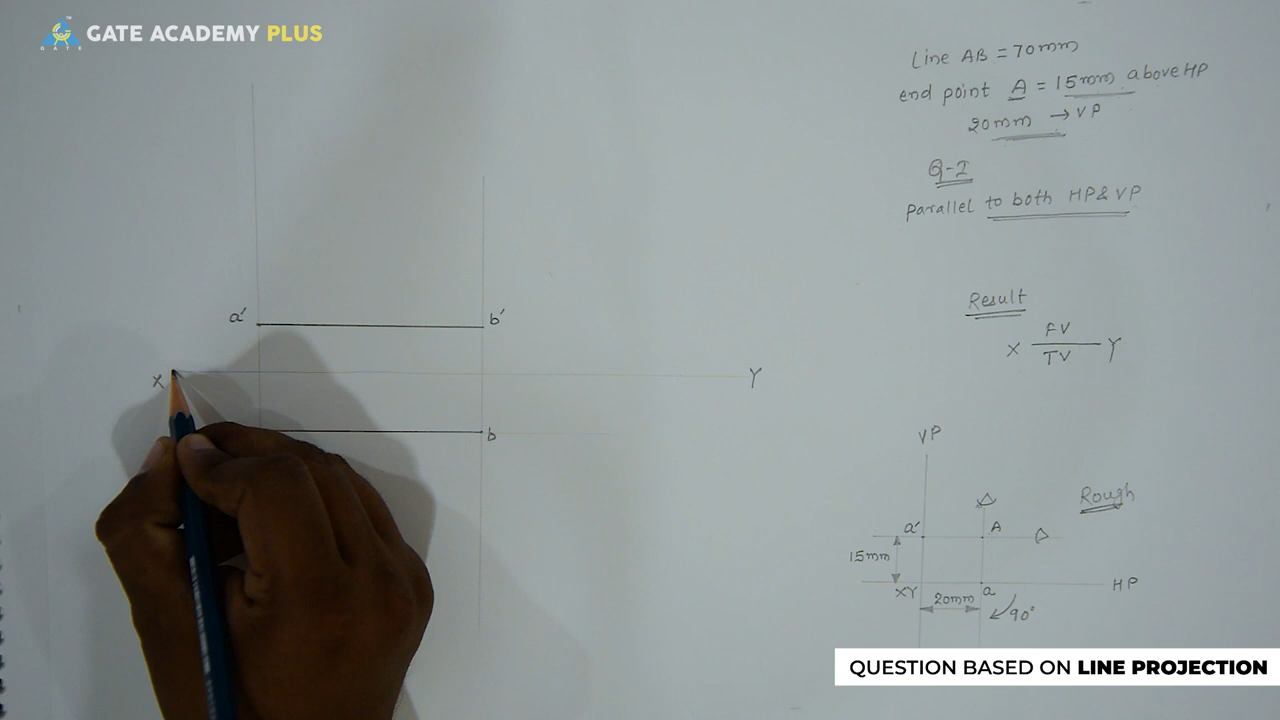 GATE ACADEMY PLUS
GATE
Line AB = 70mm
end point A = 15mm above HP
20mm → VP
Q-I
parallel to both HP & VP
a' b'
X Y
b
Result
FV
X Y
TV
VP
Rough
a' A
15mm
XY a HP
20mm
90°
QUESTION BASED ON LINE PROJECTION